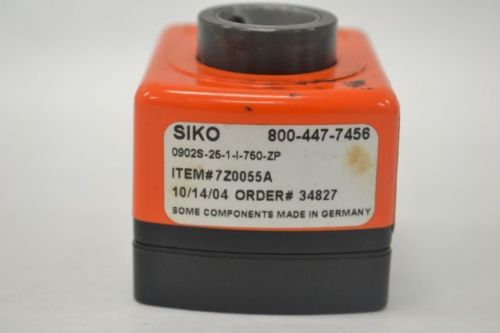 SIKO 800-447-7456
0902S-25-1-I-750-ZP
ITEM#7Z0055A
10/14/04 ORDER# 34827
SOME COMPONENTS MADE IN GERMANY